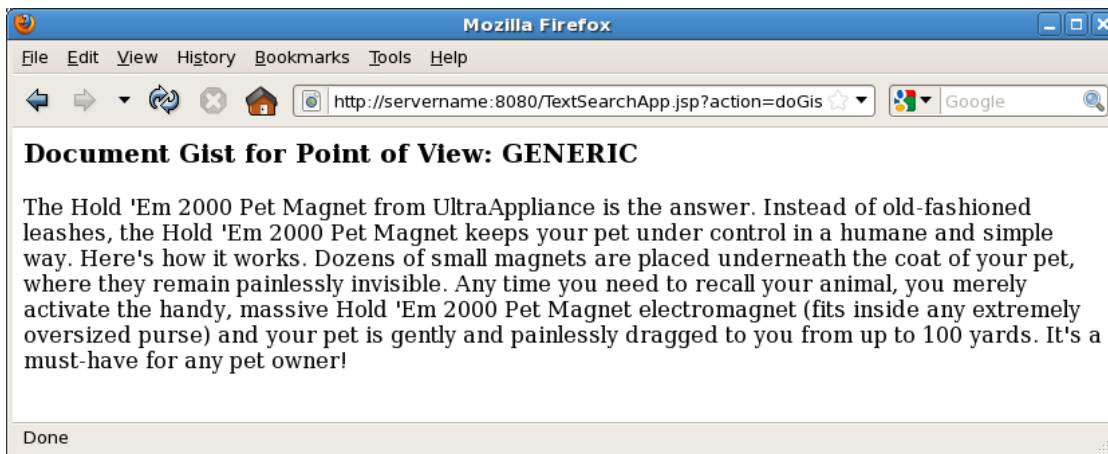 Mozilla Firefox
File Edit View History Bookmarks Tools Help
http://servername:8080/TextSearchApp.jsp?action=doGis
Google
Document Gist for Point of View: GENERIC
The Hold 'Em 2000 Pet Magnet from UltraAppliance is the answer. Instead of old-fashioned
leashes, the Hold 'Em 2000 Pet Magnet keeps your pet under control in a humane and simple
way. Here's how it works. Dozens of small magnets are placed underneath the coat of your pet,
where they remain painlessly invisible. Any time you need to recall your animal, you merely
activate the handy, massive Hold 'Em 2000 Pet Magnet electromagnet (fits inside any extremely
oversized purse) and your pet is gently and painlessly dragged to you from up to 100 yards. It's a
must-have for any pet owner!
Done